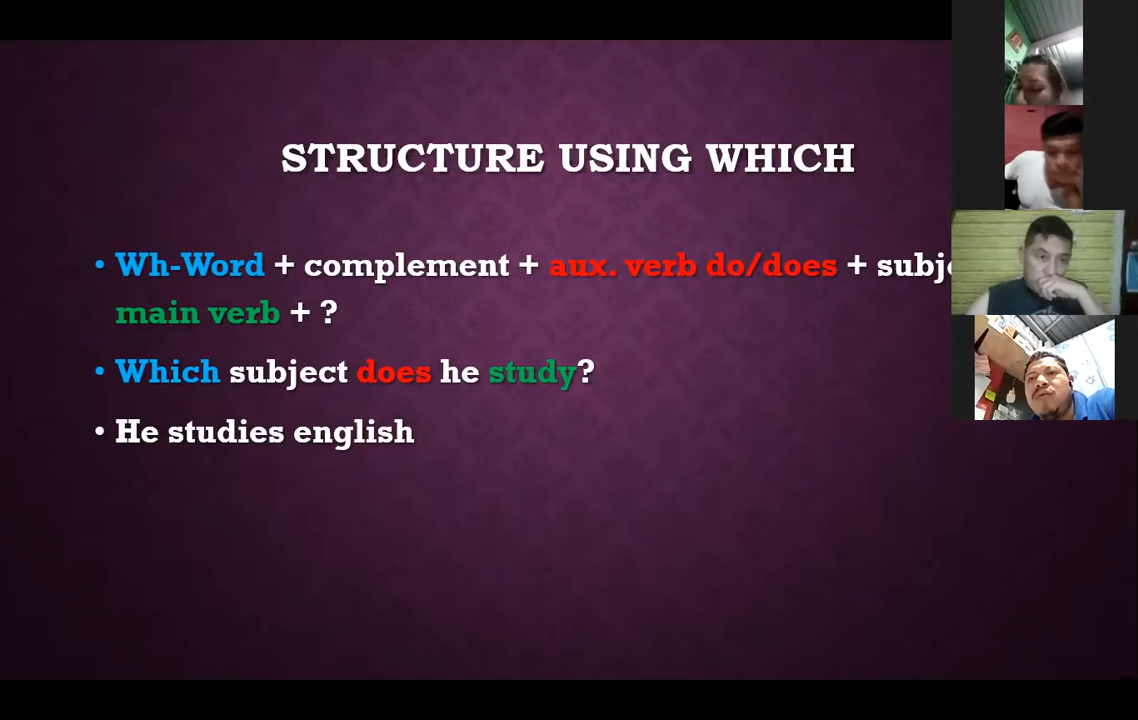 STRUCTURE USING WHICH
• Wh-Word + complement + aux. verb do/does +
main verb + ?
• Which subject does he study?
• He studies english